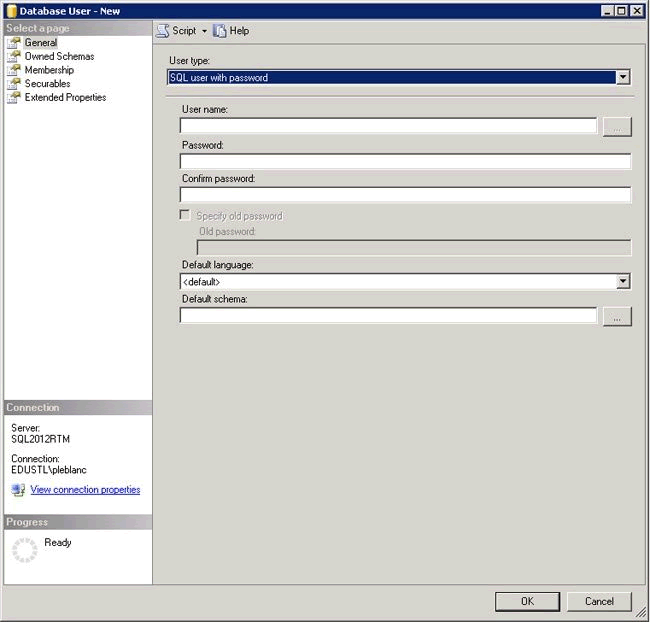 Database User - New
Select a page
General
Owned Schemas
Membership
Securables
Extended Properties
Script
Help
User type:
SQL user with password
User name:
...
Password:
Confirm password:
Specify old password
Old password:
Default language:
<default>
Default schema:
...
Connection
Server:
SQL2012RTM
Connection:
EDUSTL\pleblanc
View connection properties
Progress
Ready
OK
Cancel